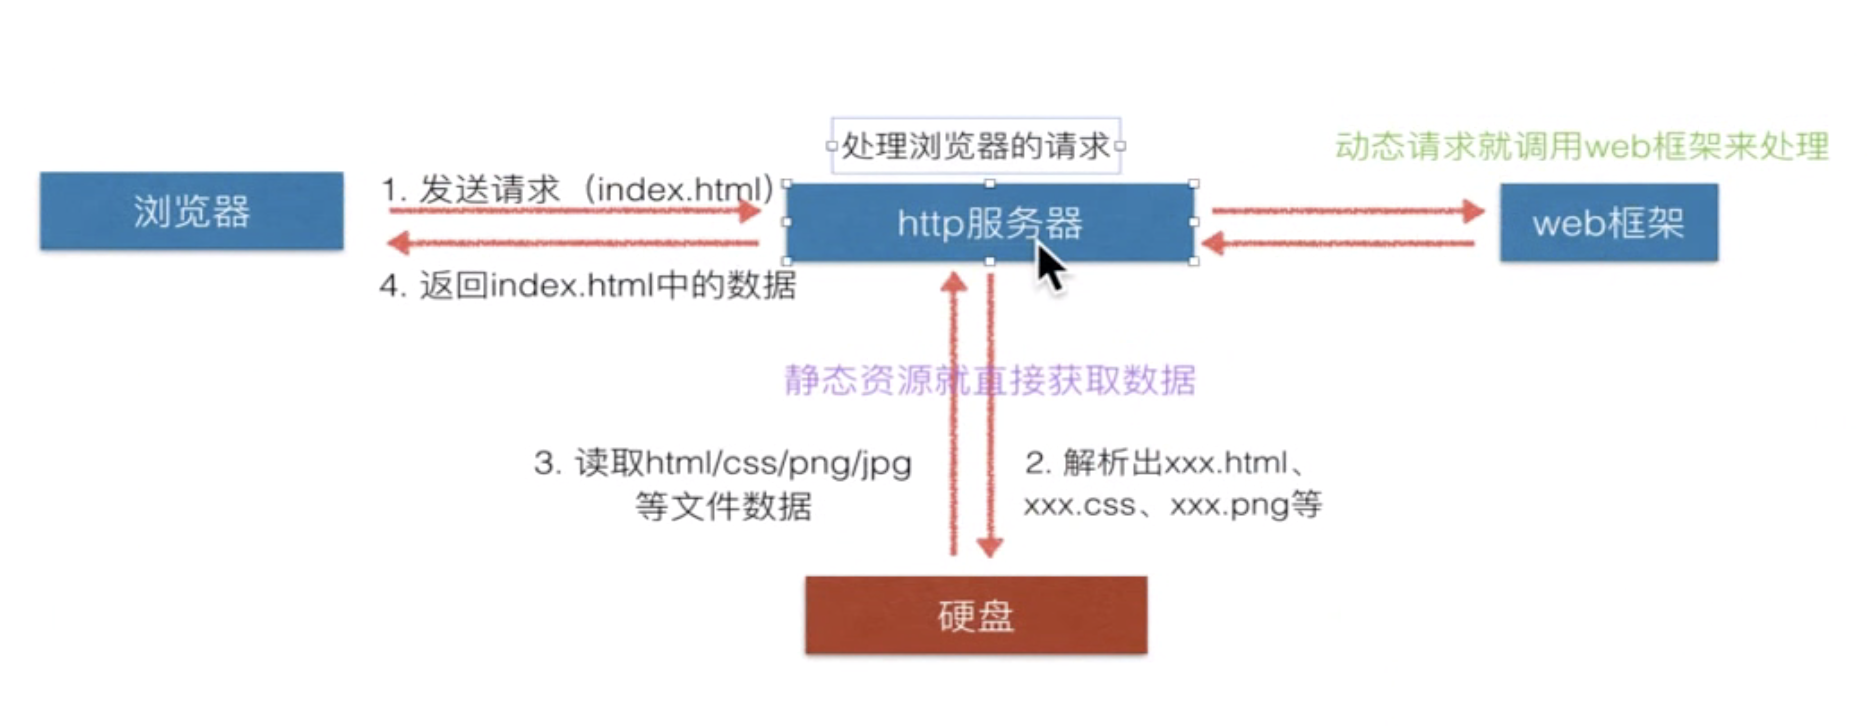 处理浏览器的请求
动态请求就调用web框架来处理
浏览器
1. 发送请求（index.html）
http服务器
web框架
4. 返回index.html中的数据
静态资源就直接获取数据
3. 读取html/css/png/jpg
等文件数据
2. 解析出xxx.html、
xxx.css、xxx.png等
硬盘